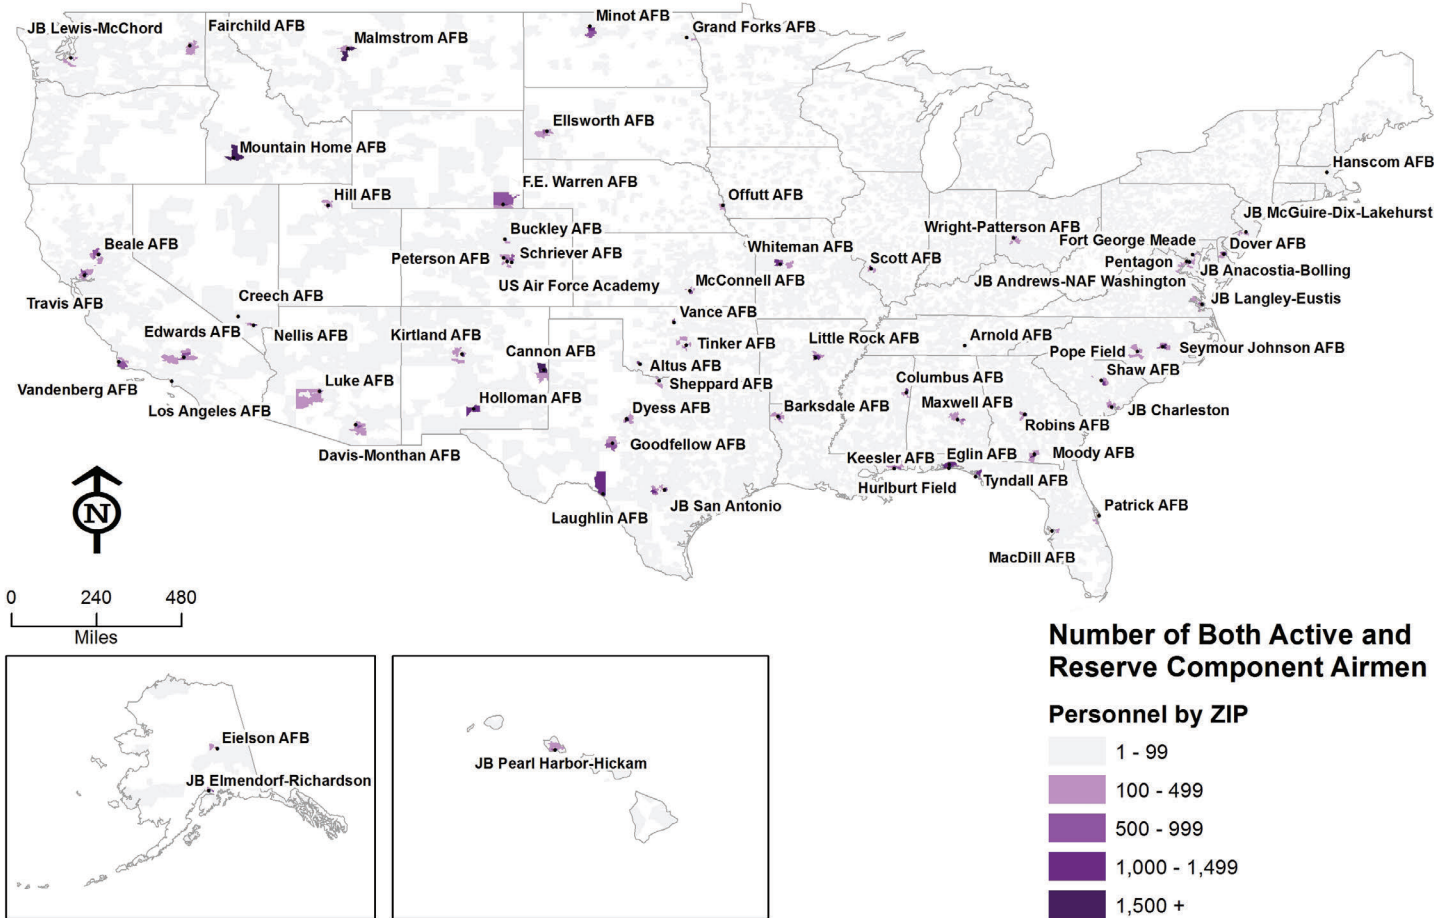 JB Lewis-McChord
Fairchild AFB
Malmstrom AFB
Minot AFB
Grand Forks AFB
Ellsworth AFB
Mountain Home AFB
Hanscom AFB
F.E. Warren AFB
Hill AFB
Offutt AFB
JB McGuire-Dix-Lakehurst
Wright-Patterson AFB
Buckley AFB
Beale AFB
Whiteman AFB
Fort George Meade
Dover AFB
Peterson AFB
Schriever AFB
Scott AFB
Pentagon
JB Anacostia-Bolling
US Air Force Academy
McConnell AFB
JB Andrews-NAF Washington
Travis AFB
Creech AFB
JB Langley-Eustis
Vance AFB
Edwards AFB
Nellis AFB
Kirtland AFB
Tinker AFB
Little Rock AFB
Arnold AFB
Seymour Johnson AFB
Cannon AFB
Pope Field
Altus AFB
Shaw AFB
Vandenberg AFB
Luke AFB
Sheppard AFB
Columbus AFB
Los Angeles AFB
Holloman AFB
Dyess AFB
Barksdale AFB
Maxwell AFB
JB Charleston
Robins AFB
Davis-Monthan AFB
Goodfellow AFB
Keesler AFB
Eglin AFB
Moody AFB
Hurlburt Field
Tyndall AFB
Laughlin AFB
JB San Antonio
Patrick AFB
MacDill AFB
N
0 240 480
Miles
Eielson AFB
JB Elmendorf-Richardson
JB Pearl Harbor-Hickam
Number of Both Active and
Reserve Component Airmen
Personnel by ZIP
1 - 99
100 - 499
500 - 999
1,000 - 1,499
1,500 +